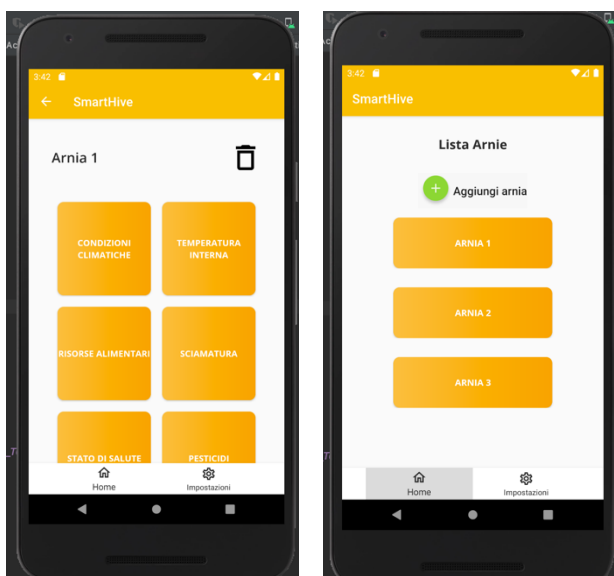 3:42
SmartHive
Arnia 1
CONDIZIONI
CLIMATICHE
TEMPERATURA
INTERNA
RISORSE ALIMENTARI
SCIAMATURA
STATO DI SALUTE
PESTICIDI
Home
Impostazioni
3:42
SmartHive
Lista Arnie
Aggiungi arnia
ARNIA 1
ARNIA 2
ARNIA 3
Home
Impostazioni